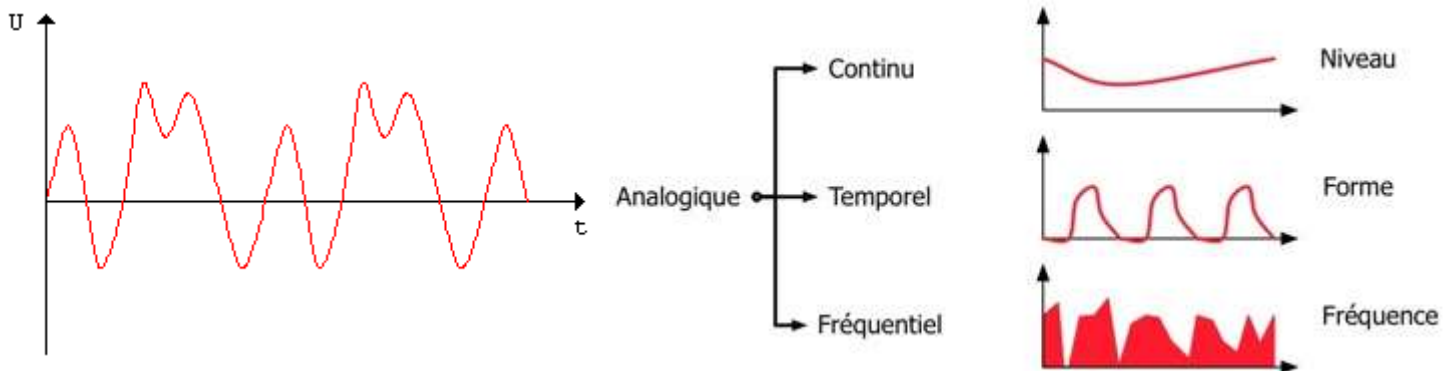 U
t
Analogique
Continu
Temporel
Fréquentiel
Niveau
Forme
Fréquence